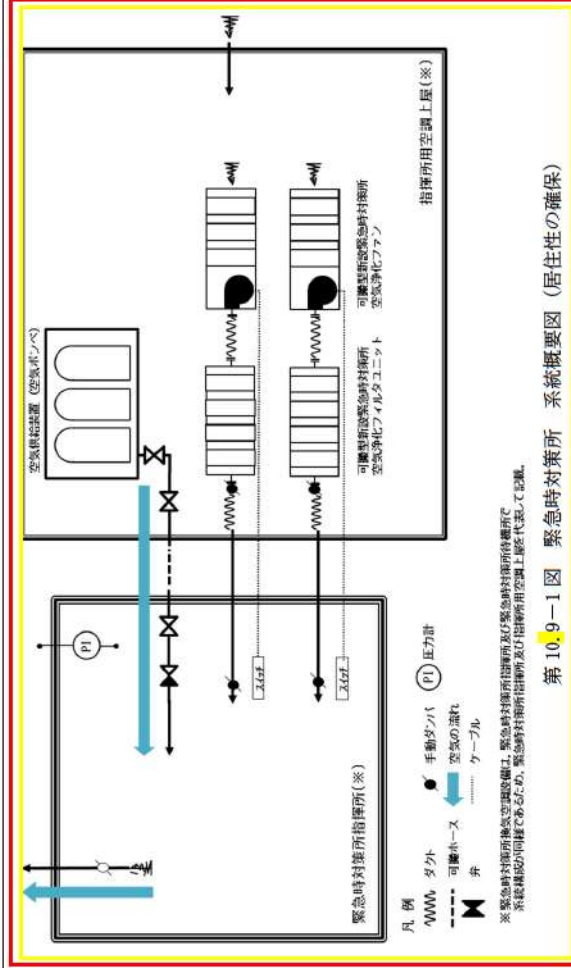 空気供給装置（空気ボンベ）
指揮所用空調上屋(※)
可搬型新設緊急時対策所
空気浄化フィルタユニット
可搬型新設緊急時対策所
空気浄化ファン
PI
スイッチ
スイッチ
緊急時対策所指揮所(※)
凡 例
ダクト
可搬ホース
弁
手動ダンパ
空気の流れ
ケーブル
PI 圧力計
※緊急時対策所換気空調設備は、緊急時対策所指揮所及び緊急時対策所待機所で
系統構成が同様であるため、緊急時対策所指揮所及び指揮所用空調上屋を代表して記載。
第 10.9－1 図 緊急時対策所 系統概要図（居住性の確保）